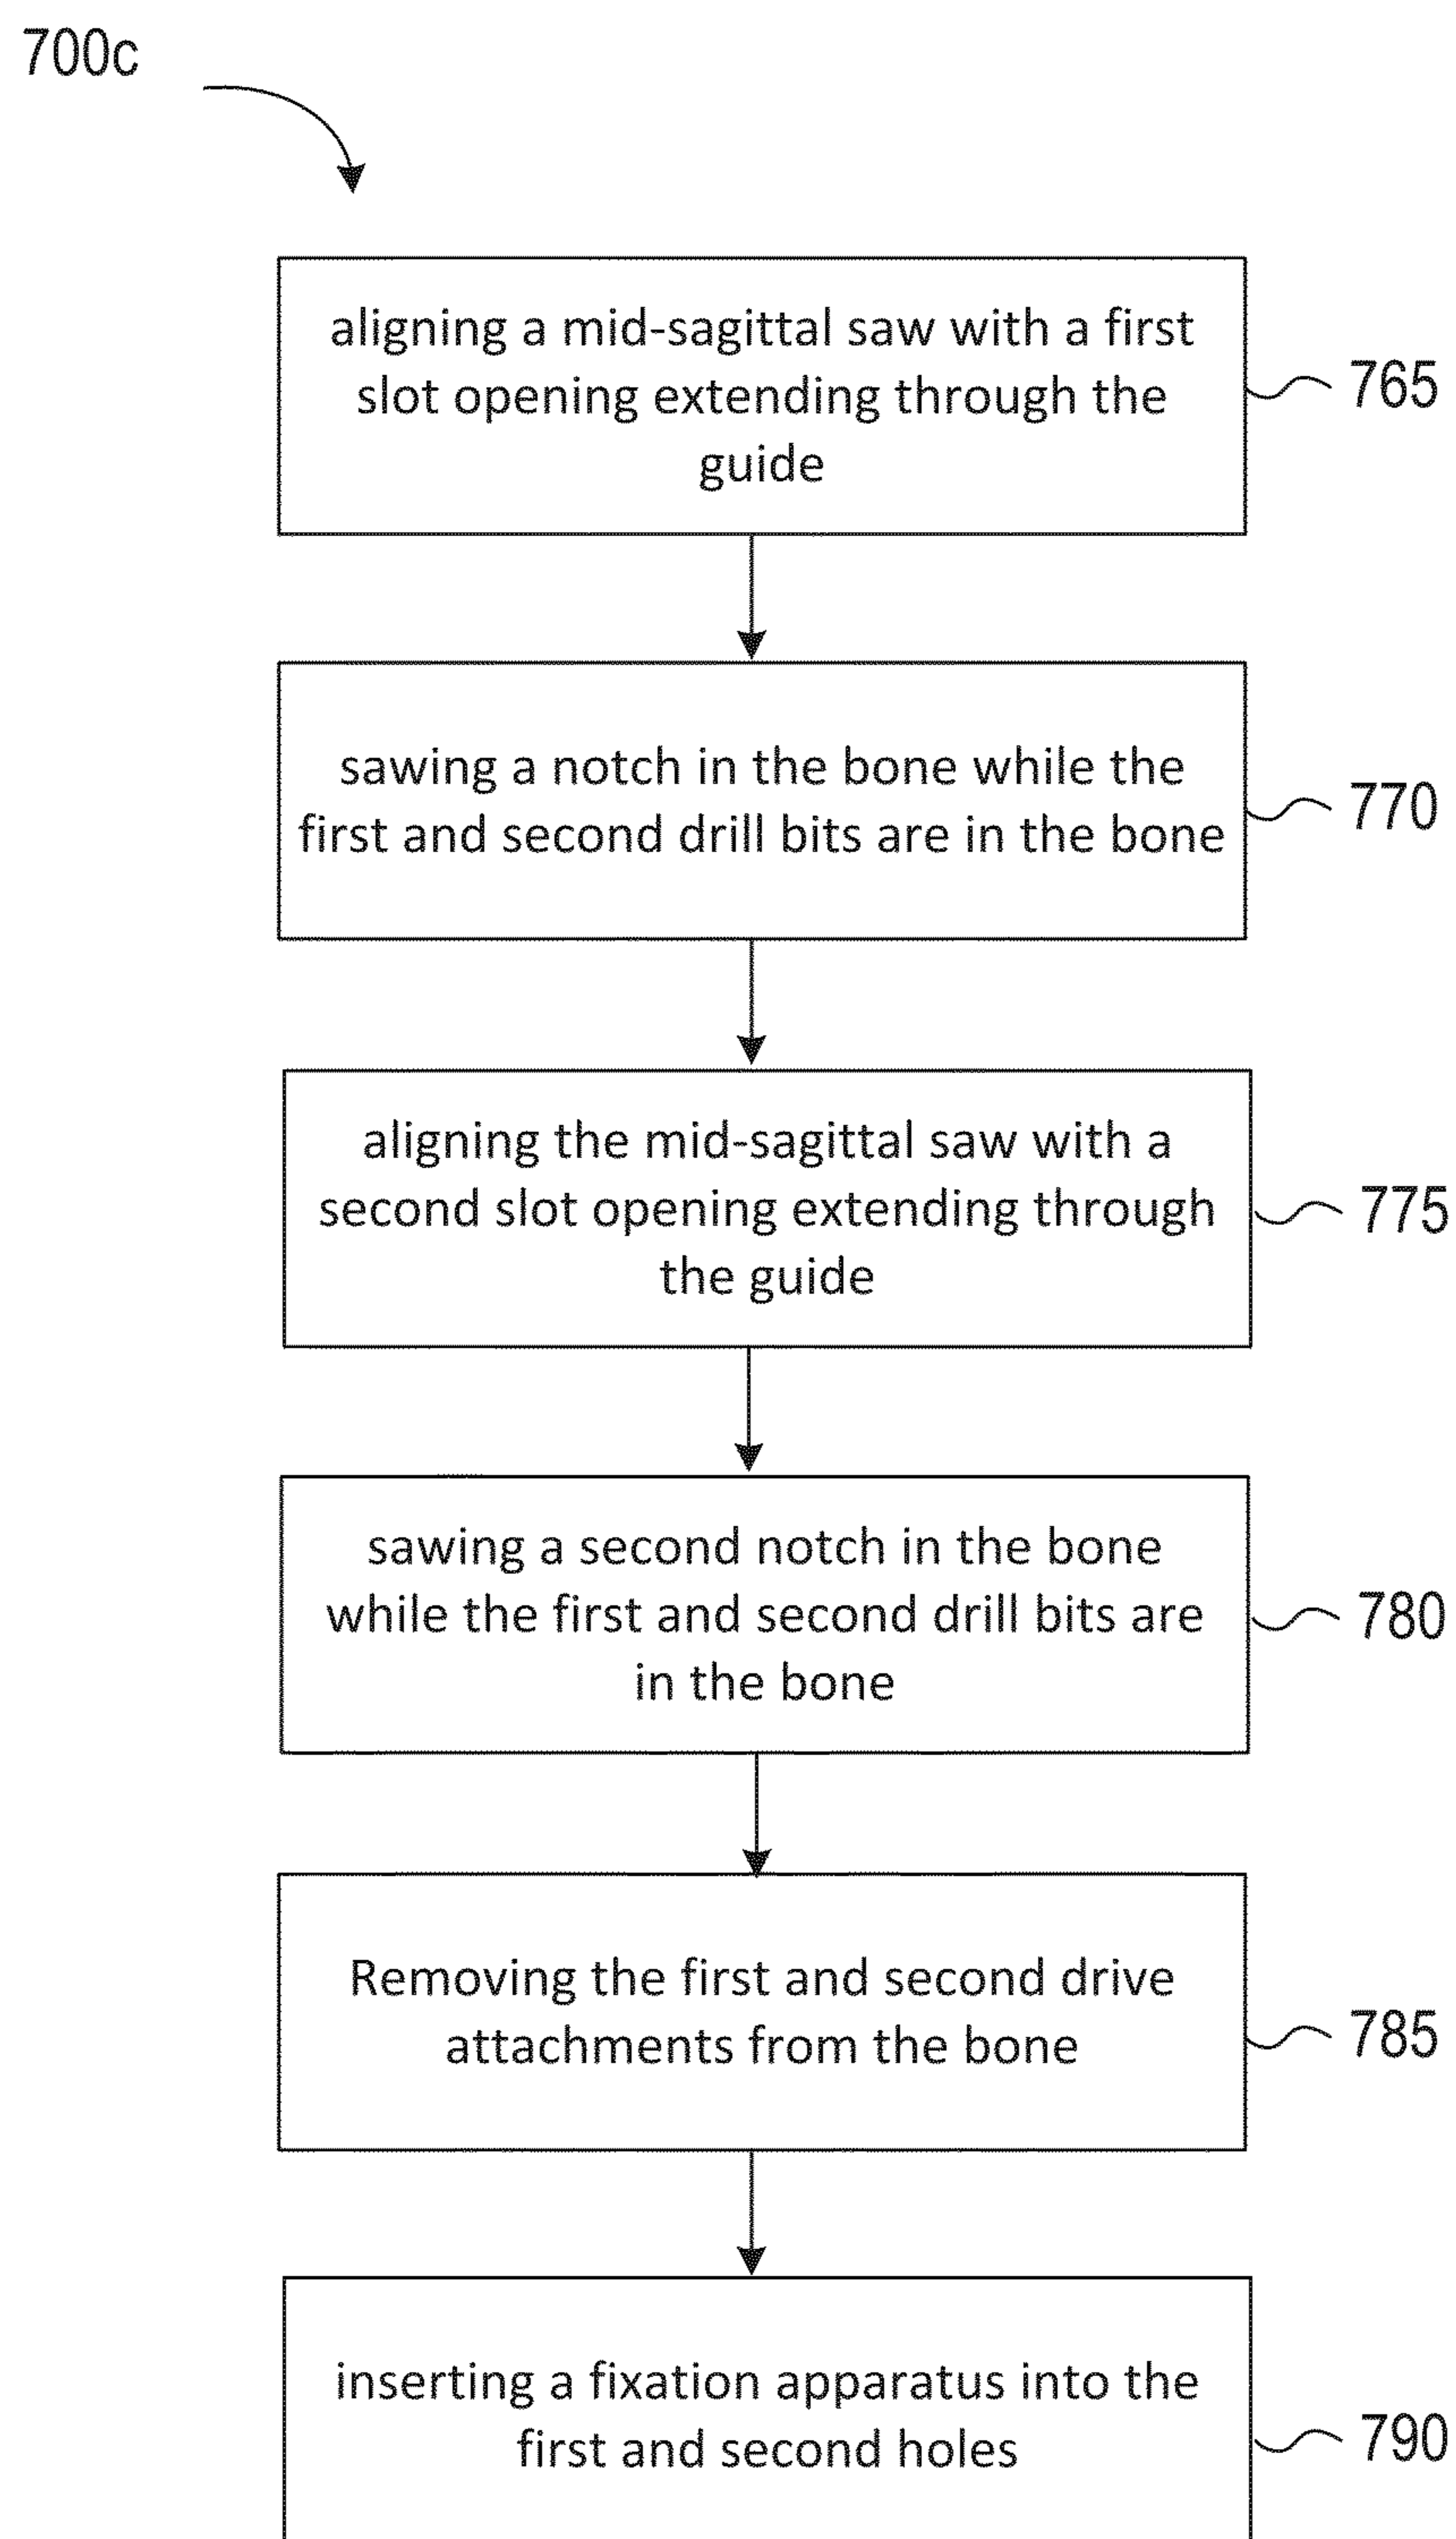 700c
aligning a mid-sagittal saw with a first
slot opening extending through the
guide
765
sawing a notch in the bone while the
first and second drill bits are in the bone
770
aligning the mid-sagittal saw with a
second slot opening extending through
the guide
775
sawing a second notch in the bone
while the first and second drill bits are
in the bone
780
Removing the first and second drive
attachments from the bone
785
inserting a fixation apparatus into the
first and second holes
790